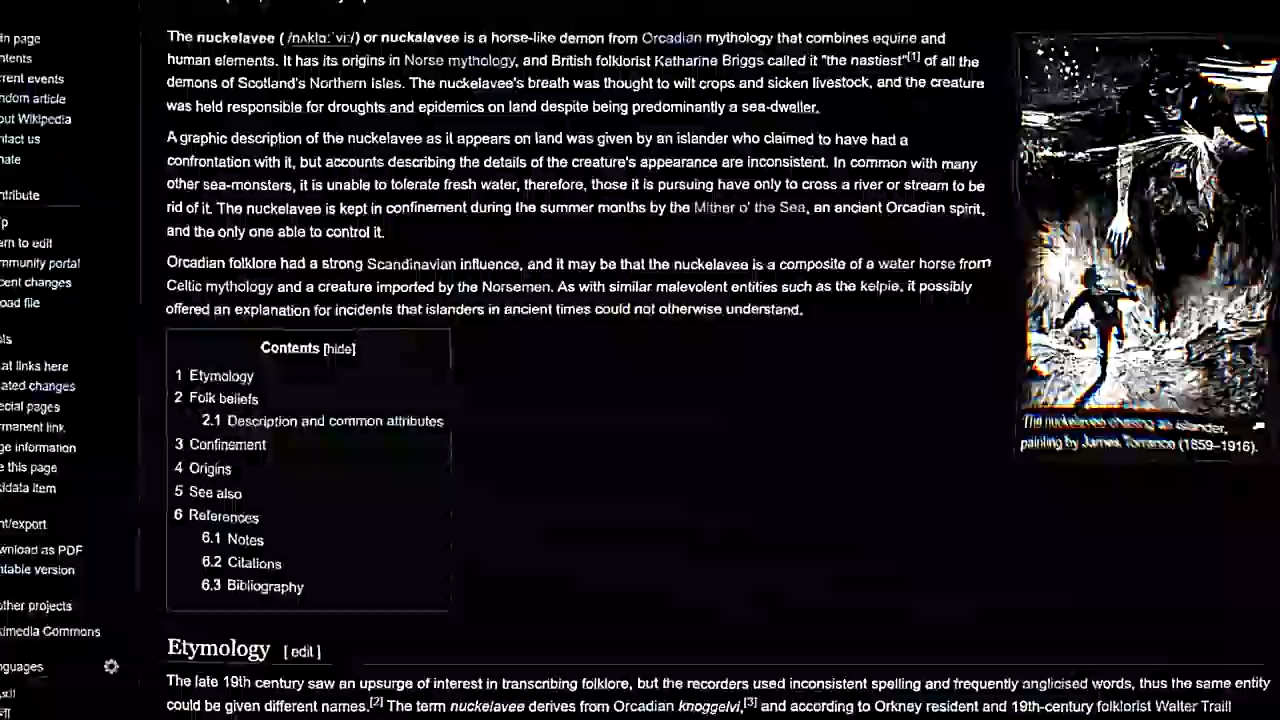 in page
ntents
rrent events
ndom article
out Wikipedia
ntact us
nate
ntribute
lp
arn to edit
mmunity portal
cent changes
load file
ols
at links here
ated changes
ecial pages
rmanent link
ge information
e this page
kidata item
nt/export
wnload as PDF
ntable version
other projects
kimedia Commons
nguages
The nuckelavee (/nʌklɑːˈviː/) or nuckalavee is a horse-like demon from Orcadian mythology that combines equine and
human elements. It has its origins in Norse mythology, and British folklorist Katharine Briggs called it "the nastiest"[1] of all the
demons of Scotland's Northern Isles. The nuckelavee's breath was thought to wilt crops and sicken livestock, and the creature
was held responsible for droughts and epidemics on land despite being predominantly a sea-dweller.
A graphic description of the nuckelavee as it appears on land was given by an islander who claimed to have had a
confrontation with it, but accounts describing the details of the creature's appearance are inconsistent. In common with many
other sea-monsters, it is unable to tolerate fresh water, therefore, those it is pursuing have only to cross a river or stream to be
rid of it. The nuckelavee is kept in confinement during the summer months by the Mither o' the Sea, an ancient Orcadian spirit,
and the only one able to control it.
Orcadian folklore had a strong Scandinavian influence, and it may be that the nuckelavee is a composite of a water horse from
Celtic mythology and a creature imported by the Norsemen. As with similar malevolent entities such as the kelpie, it possibly
offered an explanation for incidents that islanders in ancient times could not otherwise understand.
Contents [hide]
1 Etymology
2 Folk beliefs
2.1 Description and common attributes
3 Confinement
4 Origins
5 See also
6 References
6.1 Notes
6.2 Citations
6.3 Bibliography
The nuckelavee chasing an islander,
painting by James Torrance (1859–1916).
Etymology [ edit ]
The late 19th century saw an upsurge of interest in transcribing folklore, but the recorders used inconsistent spelling and frequently anglicised words, thus the same entity
could be given different names.[2] The term nuckelavee derives from Orcadian knoggelvi,[3] and according to Orkney resident and 19th-century folklorist Walter Traill